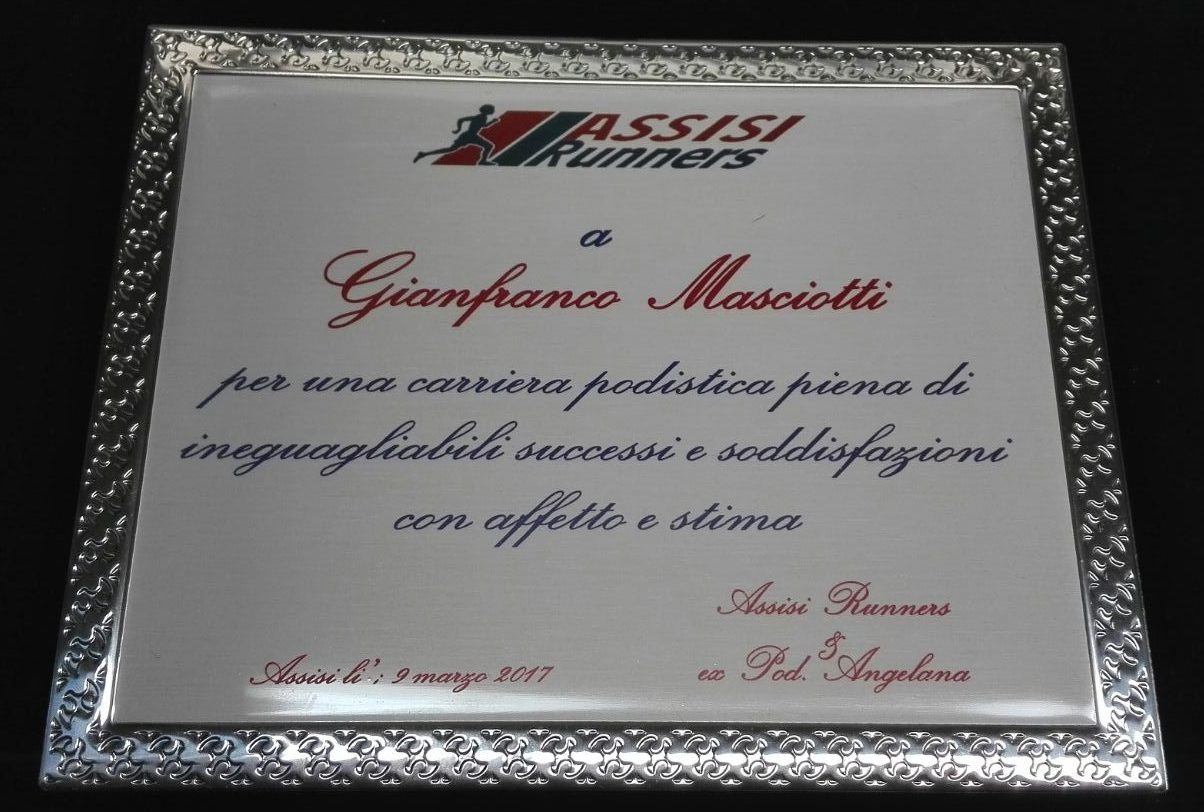 ASSISI
Runners
a
Gianfranco Masciotti
per una carriera podistica piena di
ineguagliabili successi e soddisfazioni
con affetto e stima
Assisi Runners
&
ex Pod. Angelana
Assisi li': 9 marzo 2017